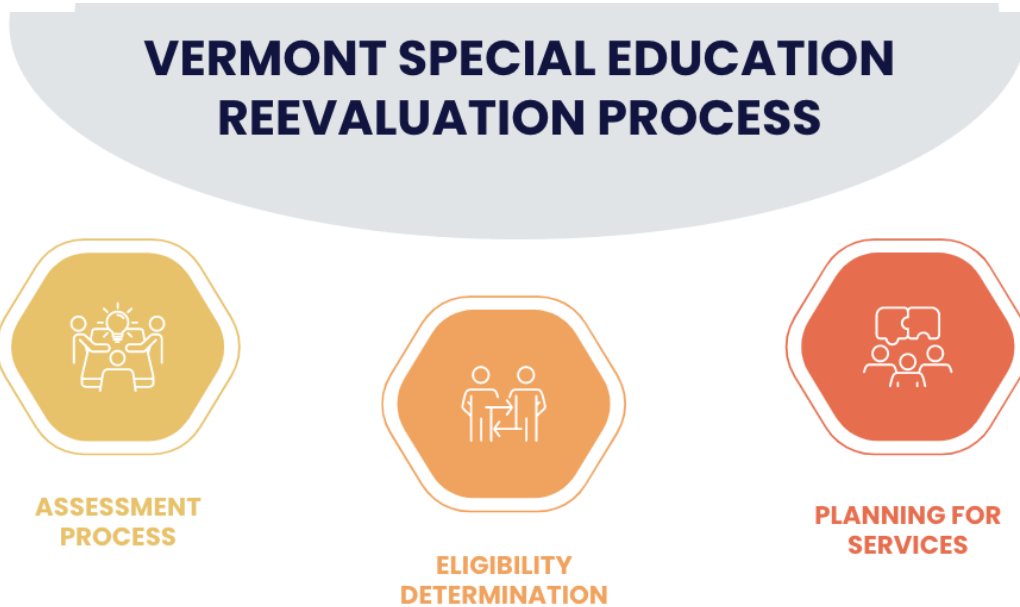 VERMONT SPECIAL EDUCATION
REEVALUATION PROCESS
ASSESSMENT
PROCESS
ELIGIBILITY
DETERMINATION
PLANNING FOR
SERVICES